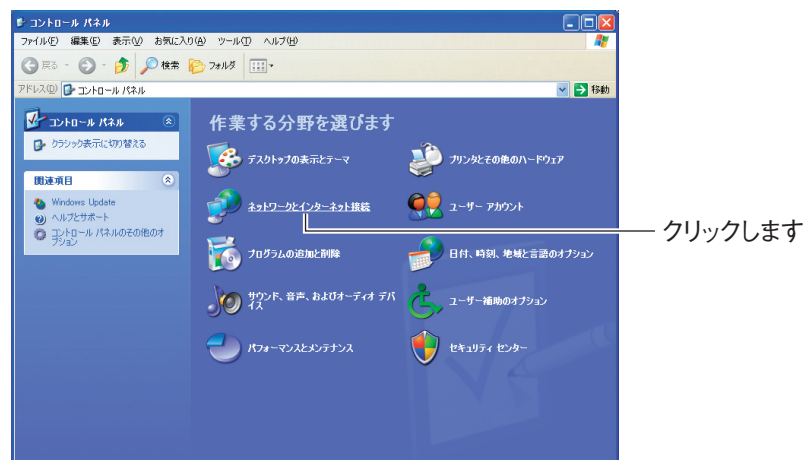 コントロール パネル
ファイル(F) 編集(E) 表示(V) お気に入り(A) ツール(T) ヘルプ(H)
戻る 検索 フォルダ
アドレス(D) コントロール パネル 移動
コントロール パネル
クラシック表示に切り替える
関連項目
Windows Update
ヘルプとサポート
コントロール パネルのその他のオ
プション
作業する分野を選びます
デスクトップの表示とテーマ
プリンタとその他のハードウェア
ネットワークとインターネット接続
ユーザー アカウント
クリックします
プログラムの追加と削除
日付、時刻、地域と言語のオプション
サウンド、音声、およびオーディオ デバ
イス
ユーザー補助のオプション
パフォーマンスとメンテナンス
セキュリティ センター